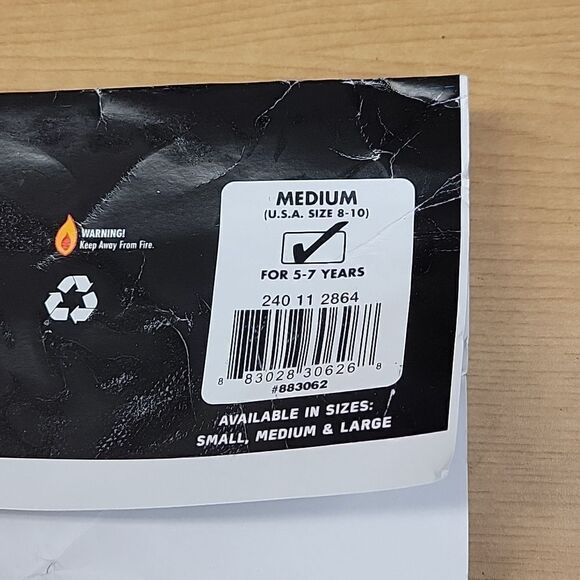 MEDIUM
(U.S.A. SIZE 8-10)
FOR 5-7 YEARS
WARNING!
Keep Away From Fire.
240 11 2864
8 83028 30626 8
#883062
AVAILABLE IN SIZES:
SMALL, MEDIUM & LARGE